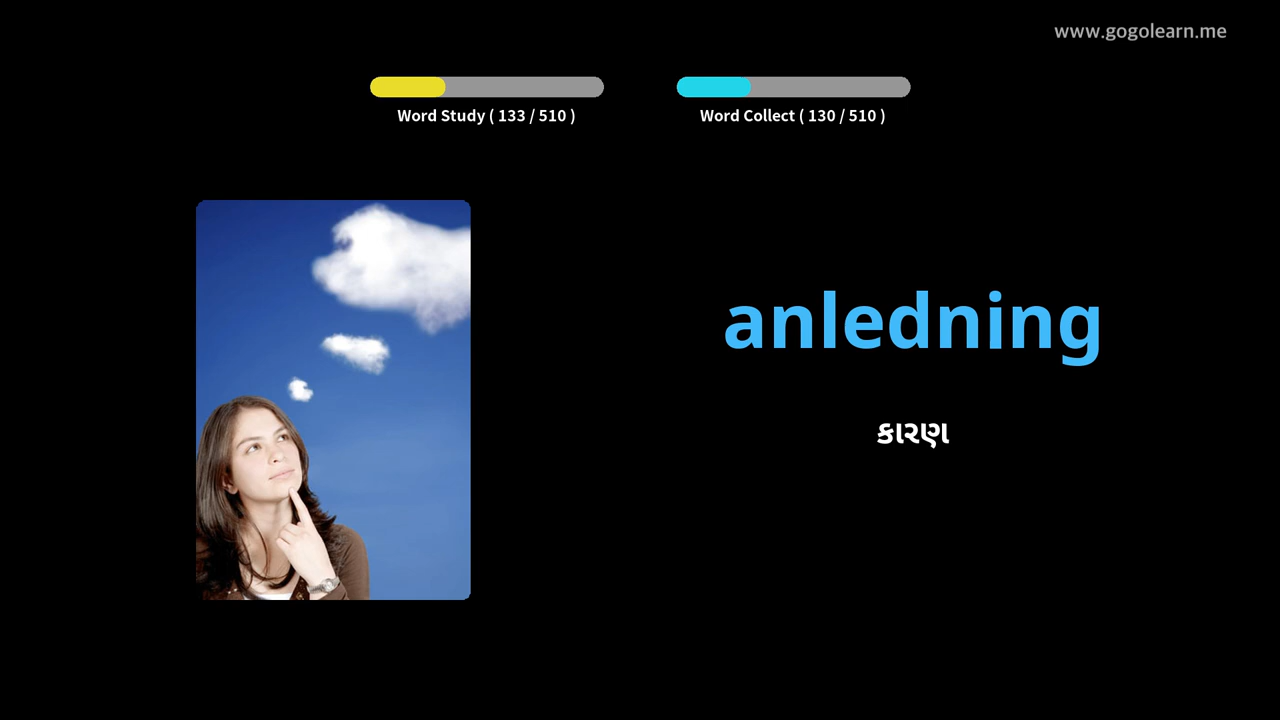 www.gogolearn.me
Word Study ( 133 / 510 )
Word Collect ( 130 / 510 )
anledning
કારણ